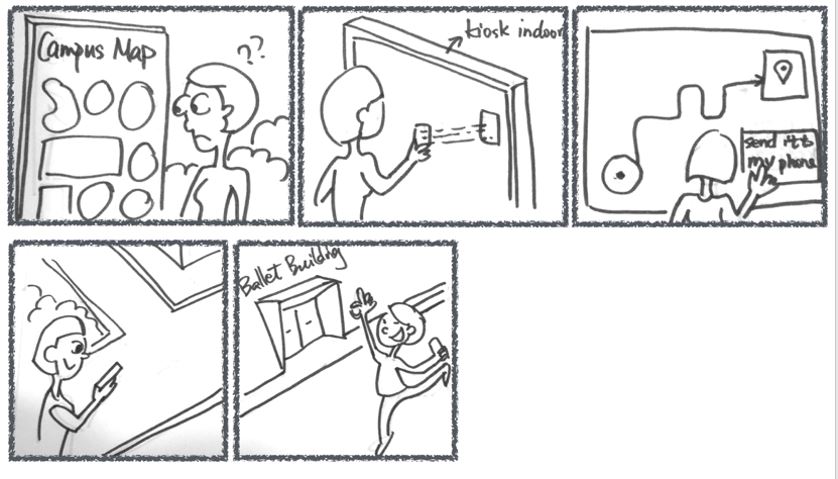 Campus Map
??
kiosk indoor
send it to
my phone
Ballet Building